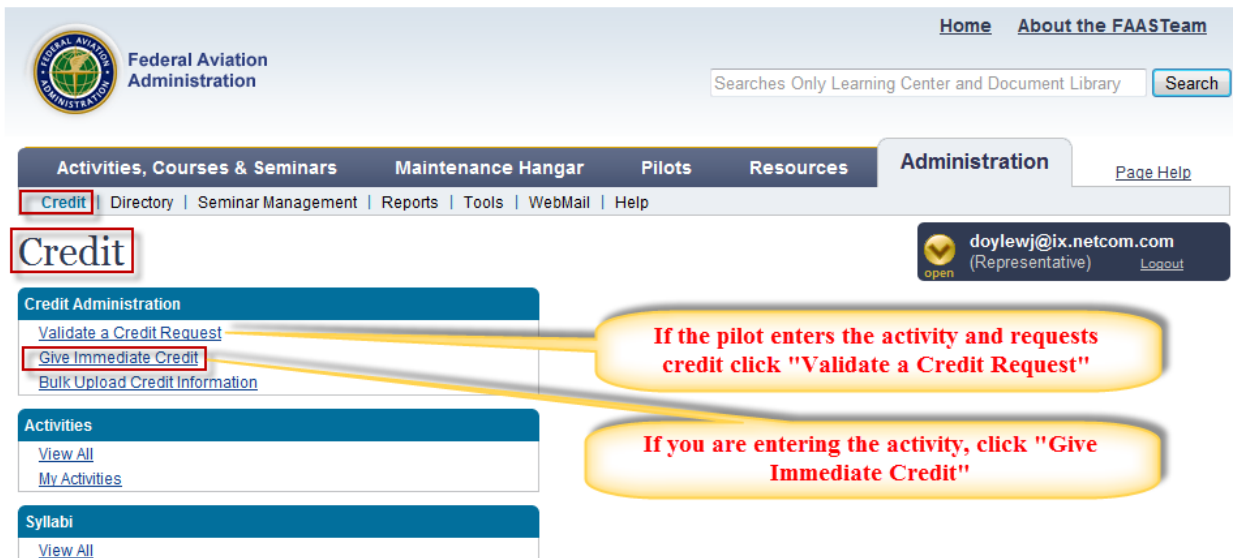 Home About the FAASTeam
Federal Aviation
Administration
Searches Only Learning Center and Document Library Search
Activities, Courses & Seminars Maintenance Hangar Pilots Resources Administration Page Help
Credit | Directory | Seminar Management | Reports | Tools | WebMail | Help
Credit
doylewj@ix.netcom.com
(Representative) Logout
open
Credit Administration
Validate a Credit Request
Give Immediate Credit
Bulk Upload Credit Information
If the pilot enters the activity and requests
credit click "Validate a Credit Request"
Activities
View All
My Activities
If you are entering the activity, click "Give
Immediate Credit"
Syllabi
View All